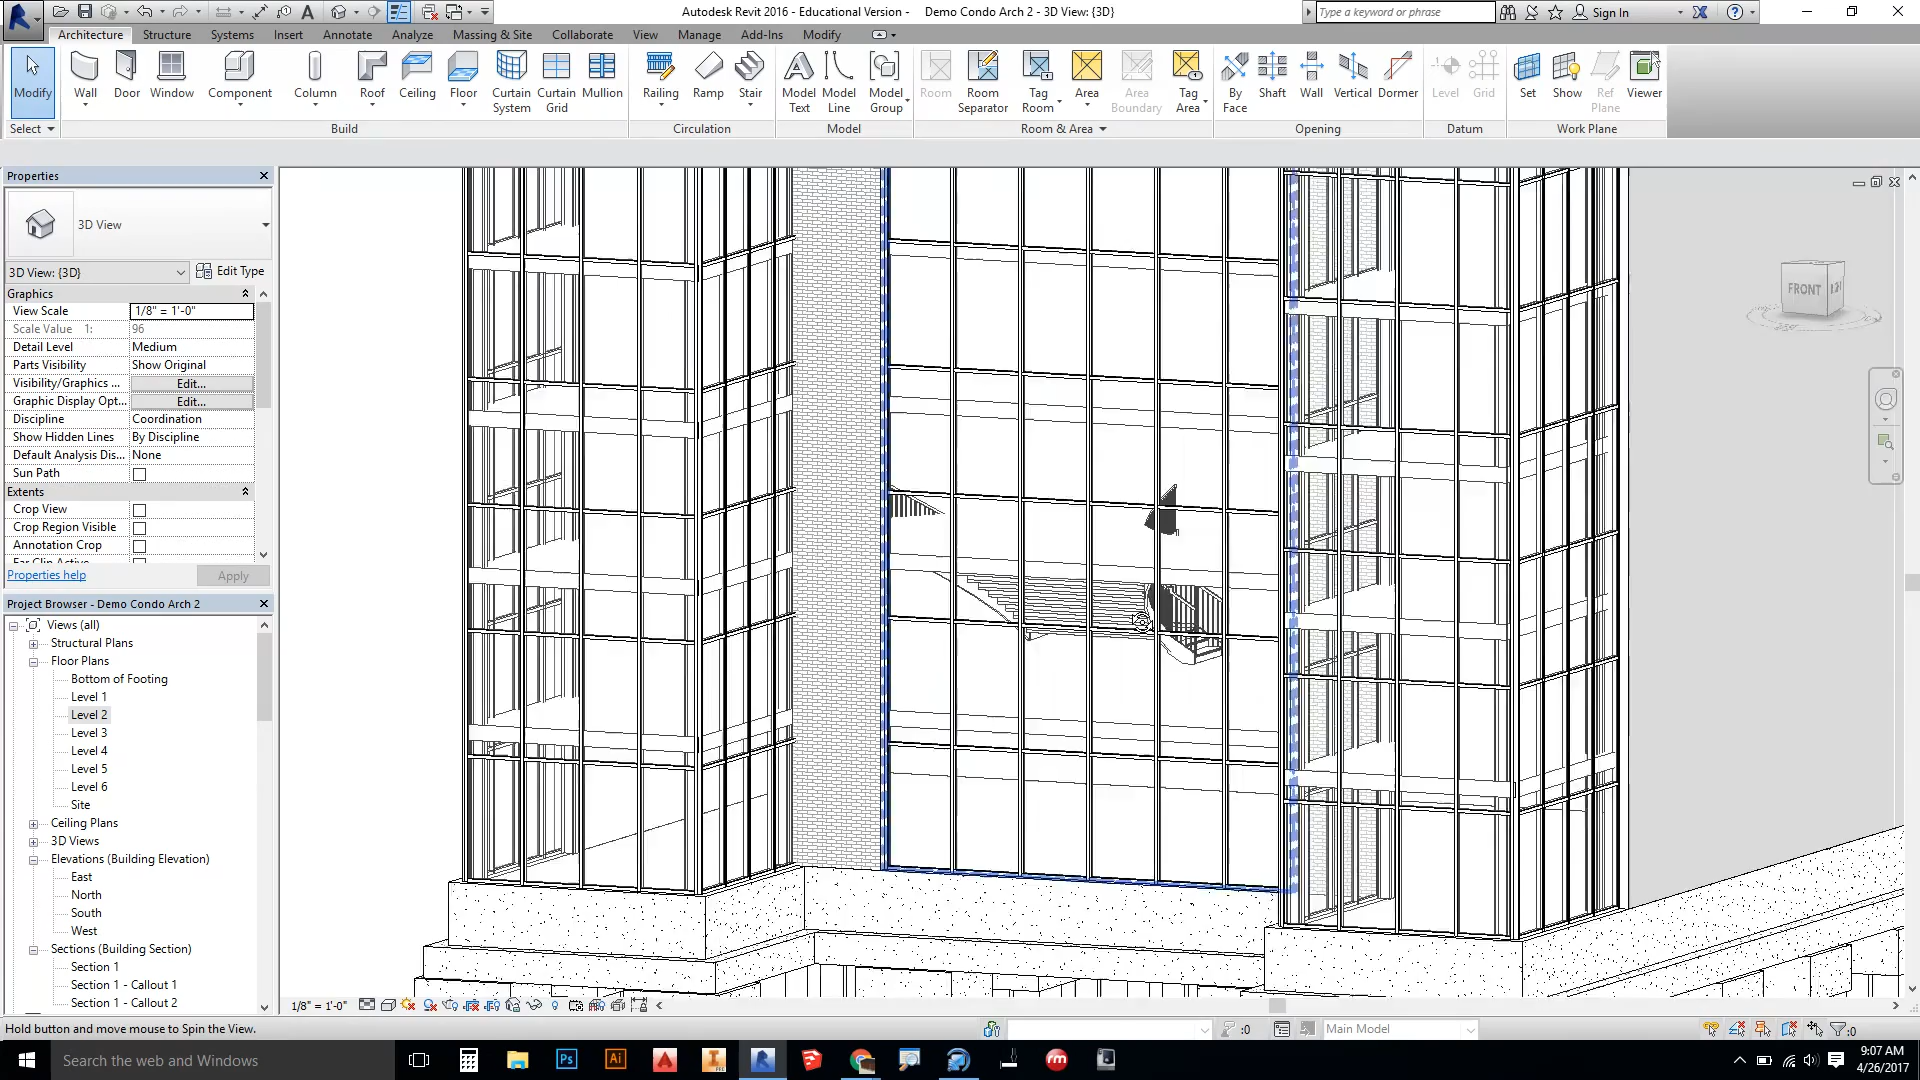 Autodesk Revit 2016 - Educational Version - Demo Condo Arch 2 - 3D View: {3D}
Type a keyword or phrase
Sign In
Architecture Structure Systems Insert Annotate Analyze Massing & Site Collaborate View Manage Add-Ins Modify
Modify Wall Door Window Component Column Roof Ceiling Floor Curtain System Curtain Grid Mullion Railing Ramp Stair Model Text Model Line Model Group Room Room Separator Tag Room Area Area Boundary Tag Area By Face Shaft Wall Vertical Dormer Level Grid Set Show Ref Plane Viewer
Select Build Circulation Model Room & Area Opening Datum Work Plane
Properties
3D View
3D View: {3D}
Edit Type
Graphics
View Scale 1/8" = 1'-0"
Scale Value 1: 96
Detail Level Medium
Parts Visibility Show Original
Visibility/Graphics ... Edit...
Graphic Display Opt... Edit...
Discipline Coordination
Show Hidden Lines By Discipline
Default Analysis Dis... None
Sun Path
Extents
Crop View
Crop Region Visible
Annotation Crop
Far Clip Active
Properties help
Apply
FRONT
Project Browser - Demo Condo Arch 2
Views (all)
Structural Plans
Floor Plans
Bottom of Footing
Level 1
Level 2
Level 3
Level 4
Level 5
Level 6
Site
Ceiling Plans
3D Views
Elevations (Building Elevation)
East
North
South
West
Sections (Building Section)
Section 1
Section 1 - Callout 1
Section 1 - Callout 2
1/8" = 1'-0"
Hold button and move mouse to Spin the View.
:0
Main Model
:0
Search the web and Windows
Ps
Ai
rm
9:07 AM
4/26/2017